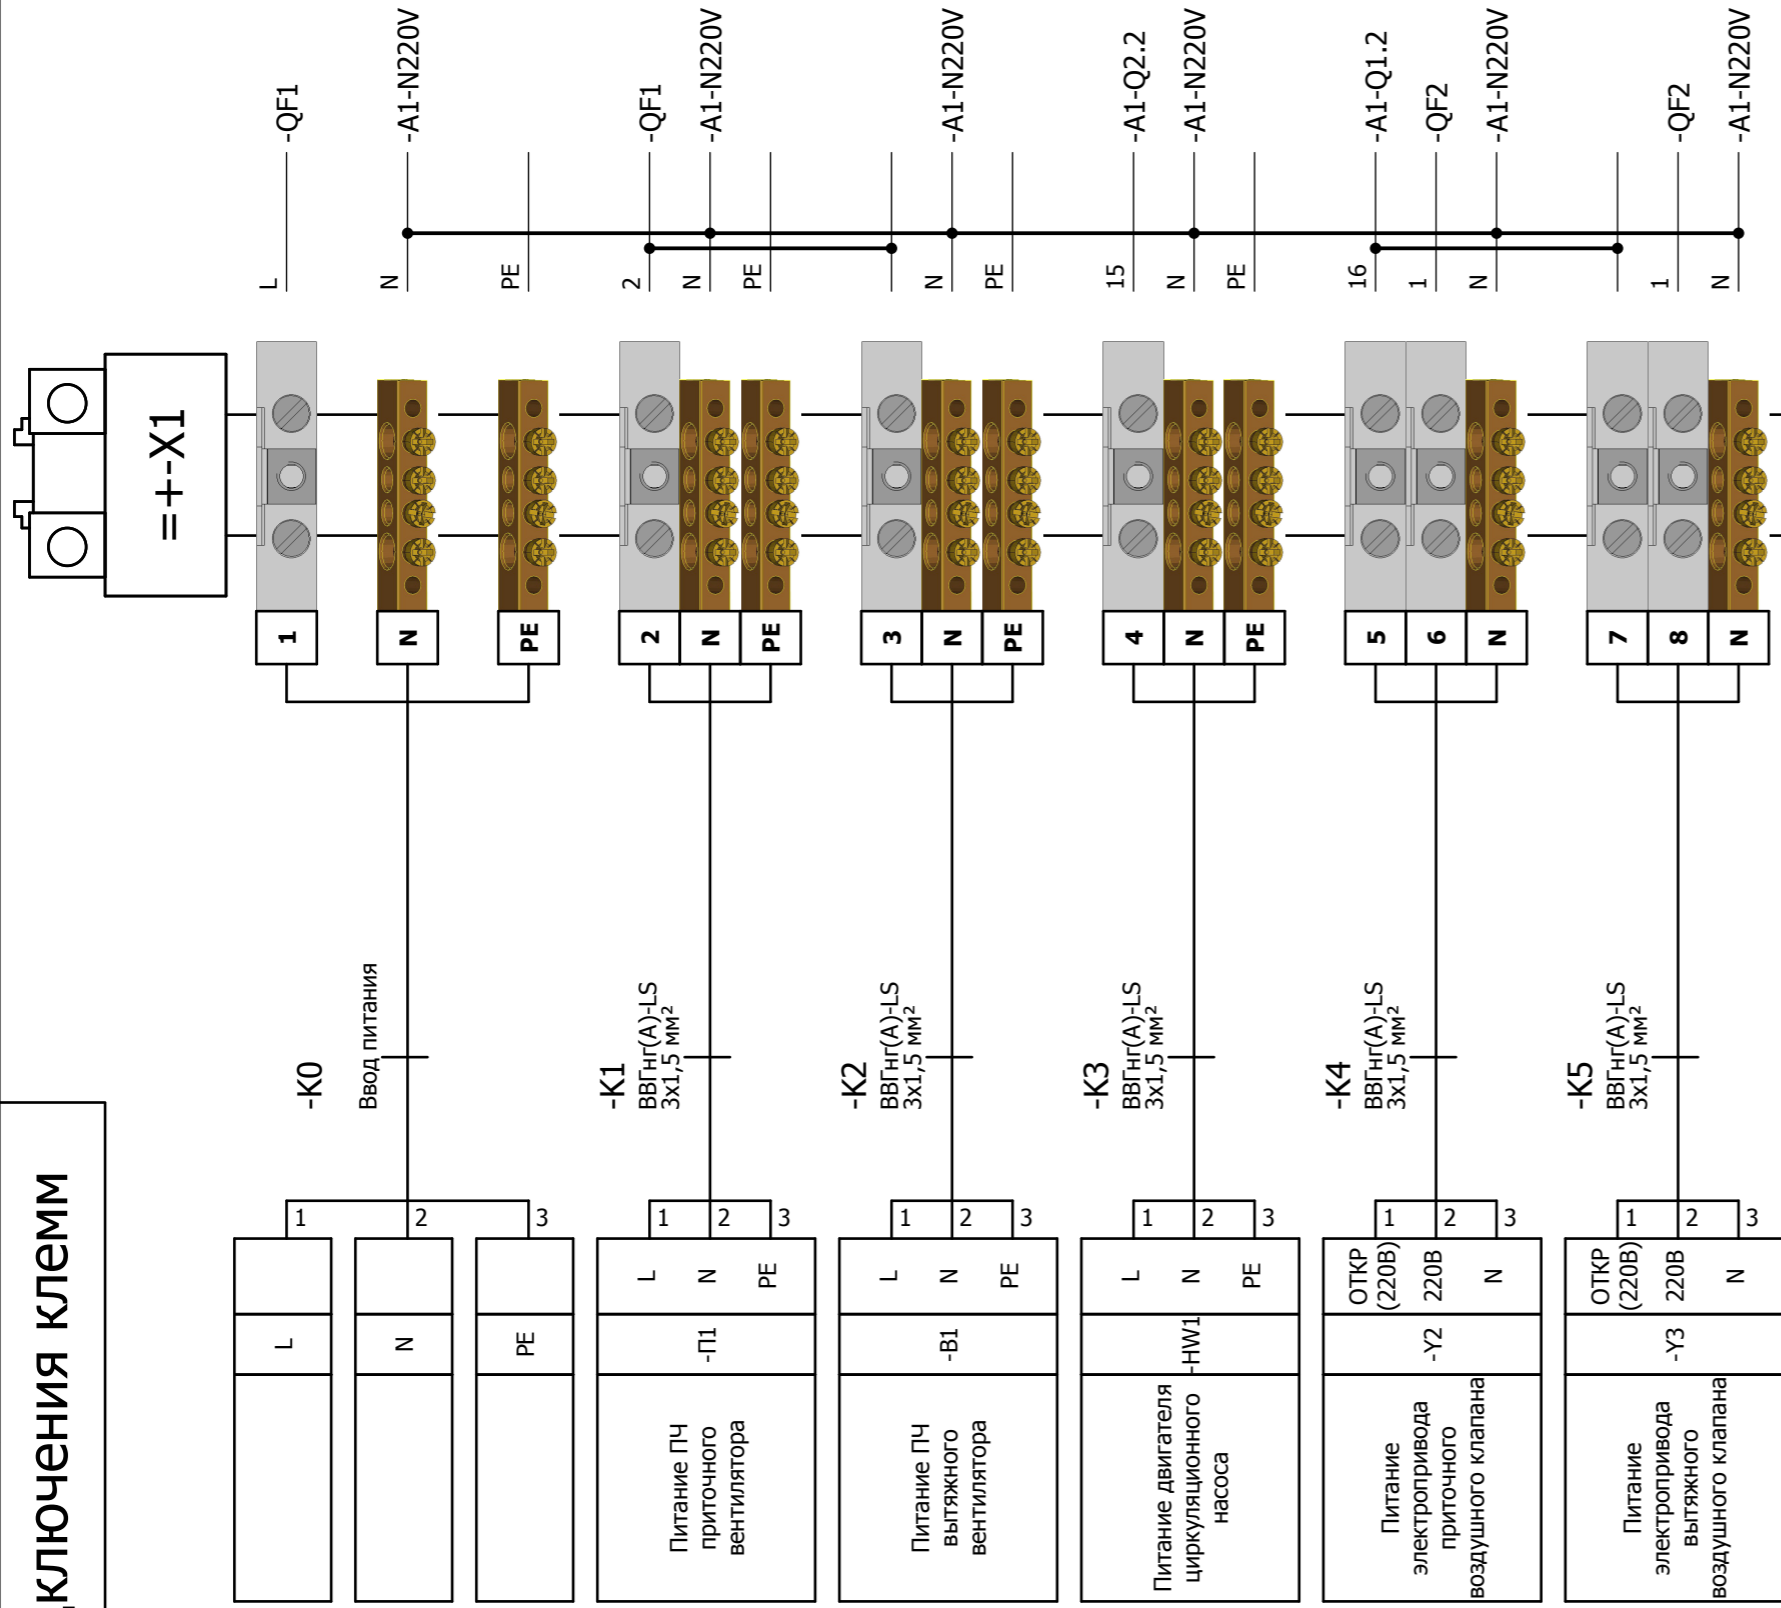 ключения клемм
=+-X1
L
-QF1
N
-A1-N220V
PE
2
-QF1
N
-A1-N220V
PE
N
-A1-N220V
PE
15
-A1-Q2.2
N
-A1-N220V
PE
16
-A1-Q1.2
1
-QF2
N
-A1-N220V
1
-QF2
N
-A1-N220V
1
N
PE
2
N
PE
3
N
PE
4
N
PE
5
6
N
7
8
N
-K0
Ввод питания
-K1
ВВГнг(А)-LS
3х1,5 мм²
-K2
ВВГнг(А)-LS
3х1,5 мм²
-K3
ВВГнг(А)-LS
3х1,5 мм²
-K4
ВВГнг(А)-LS
3х1,5 мм²
-K5
ВВГнг(А)-LS
3х1,5 мм²
1
2
3
1
2
3
1
2
3
1
2
3
1
2
3
1
2
3
L
N
PE
L
N
PE
-П1
Питание ПЧ
приточного
вентилятора
L
N
PE
-В1
Питание ПЧ
вытяжного
вентилятора
L
N
PE
-HW1
Питание двигателя
циркуляционного
насоса
ОТКР
(220В)
220В
N
-Y2
Питание
электропривода
приточного
воздушного клапана
ОТКР
(220В)
220В
N
-Y3
Питание
электропривода
вытяжного
воздушного клапана